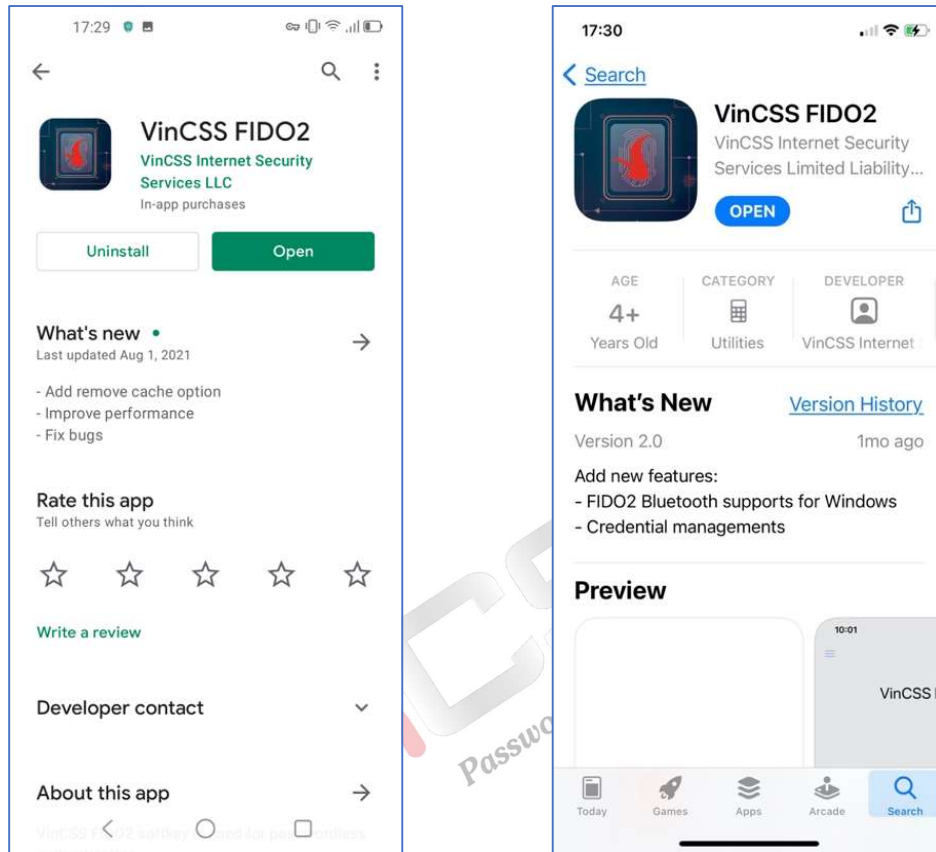 17:29
VinCSS FIDO2
VinCSS Internet Security
Services LLC
In-app purchases
Uninstall
Open
What's new
Last updated Aug 1, 2021
- Add remove cache option
- Improve performance
- Fix bugs
Rate this app
Tell others what you think
Write a review
Developer contact
About this app
Passwo
17:30
Search
VinCSS FIDO2
VinCSS Internet Security
Services Limited Liability...
OPEN
AGE
4+
Years Old
CATEGORY
Utilities
DEVELOPER
VinCSS Internet
What's New
Version History
Version 2.0
1mo ago
Add new features:
- FIDO2 Bluetooth supports for Windows
- Credential managements
Preview
10:01
VinCSS
Today
Games
Apps
Arcade
Search